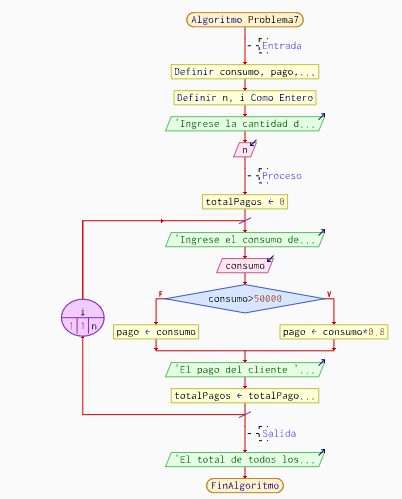 Algoritmo Problema7
Entrada
Definir consumo, pago,...
Definir n, i Como Entero
'Ingrese la cantidad d...
n
Proceso
totalPagos ← 0
'Ingrese el consumo de...
consumo
consumo>50000
F
V
i
1 1 n
pago ← consumo
pago ← consumo*0.8
'El pago del cliente '...
totalPagos ← totalPago...
Salida
'El total de todos los...
FinAlgoritmo